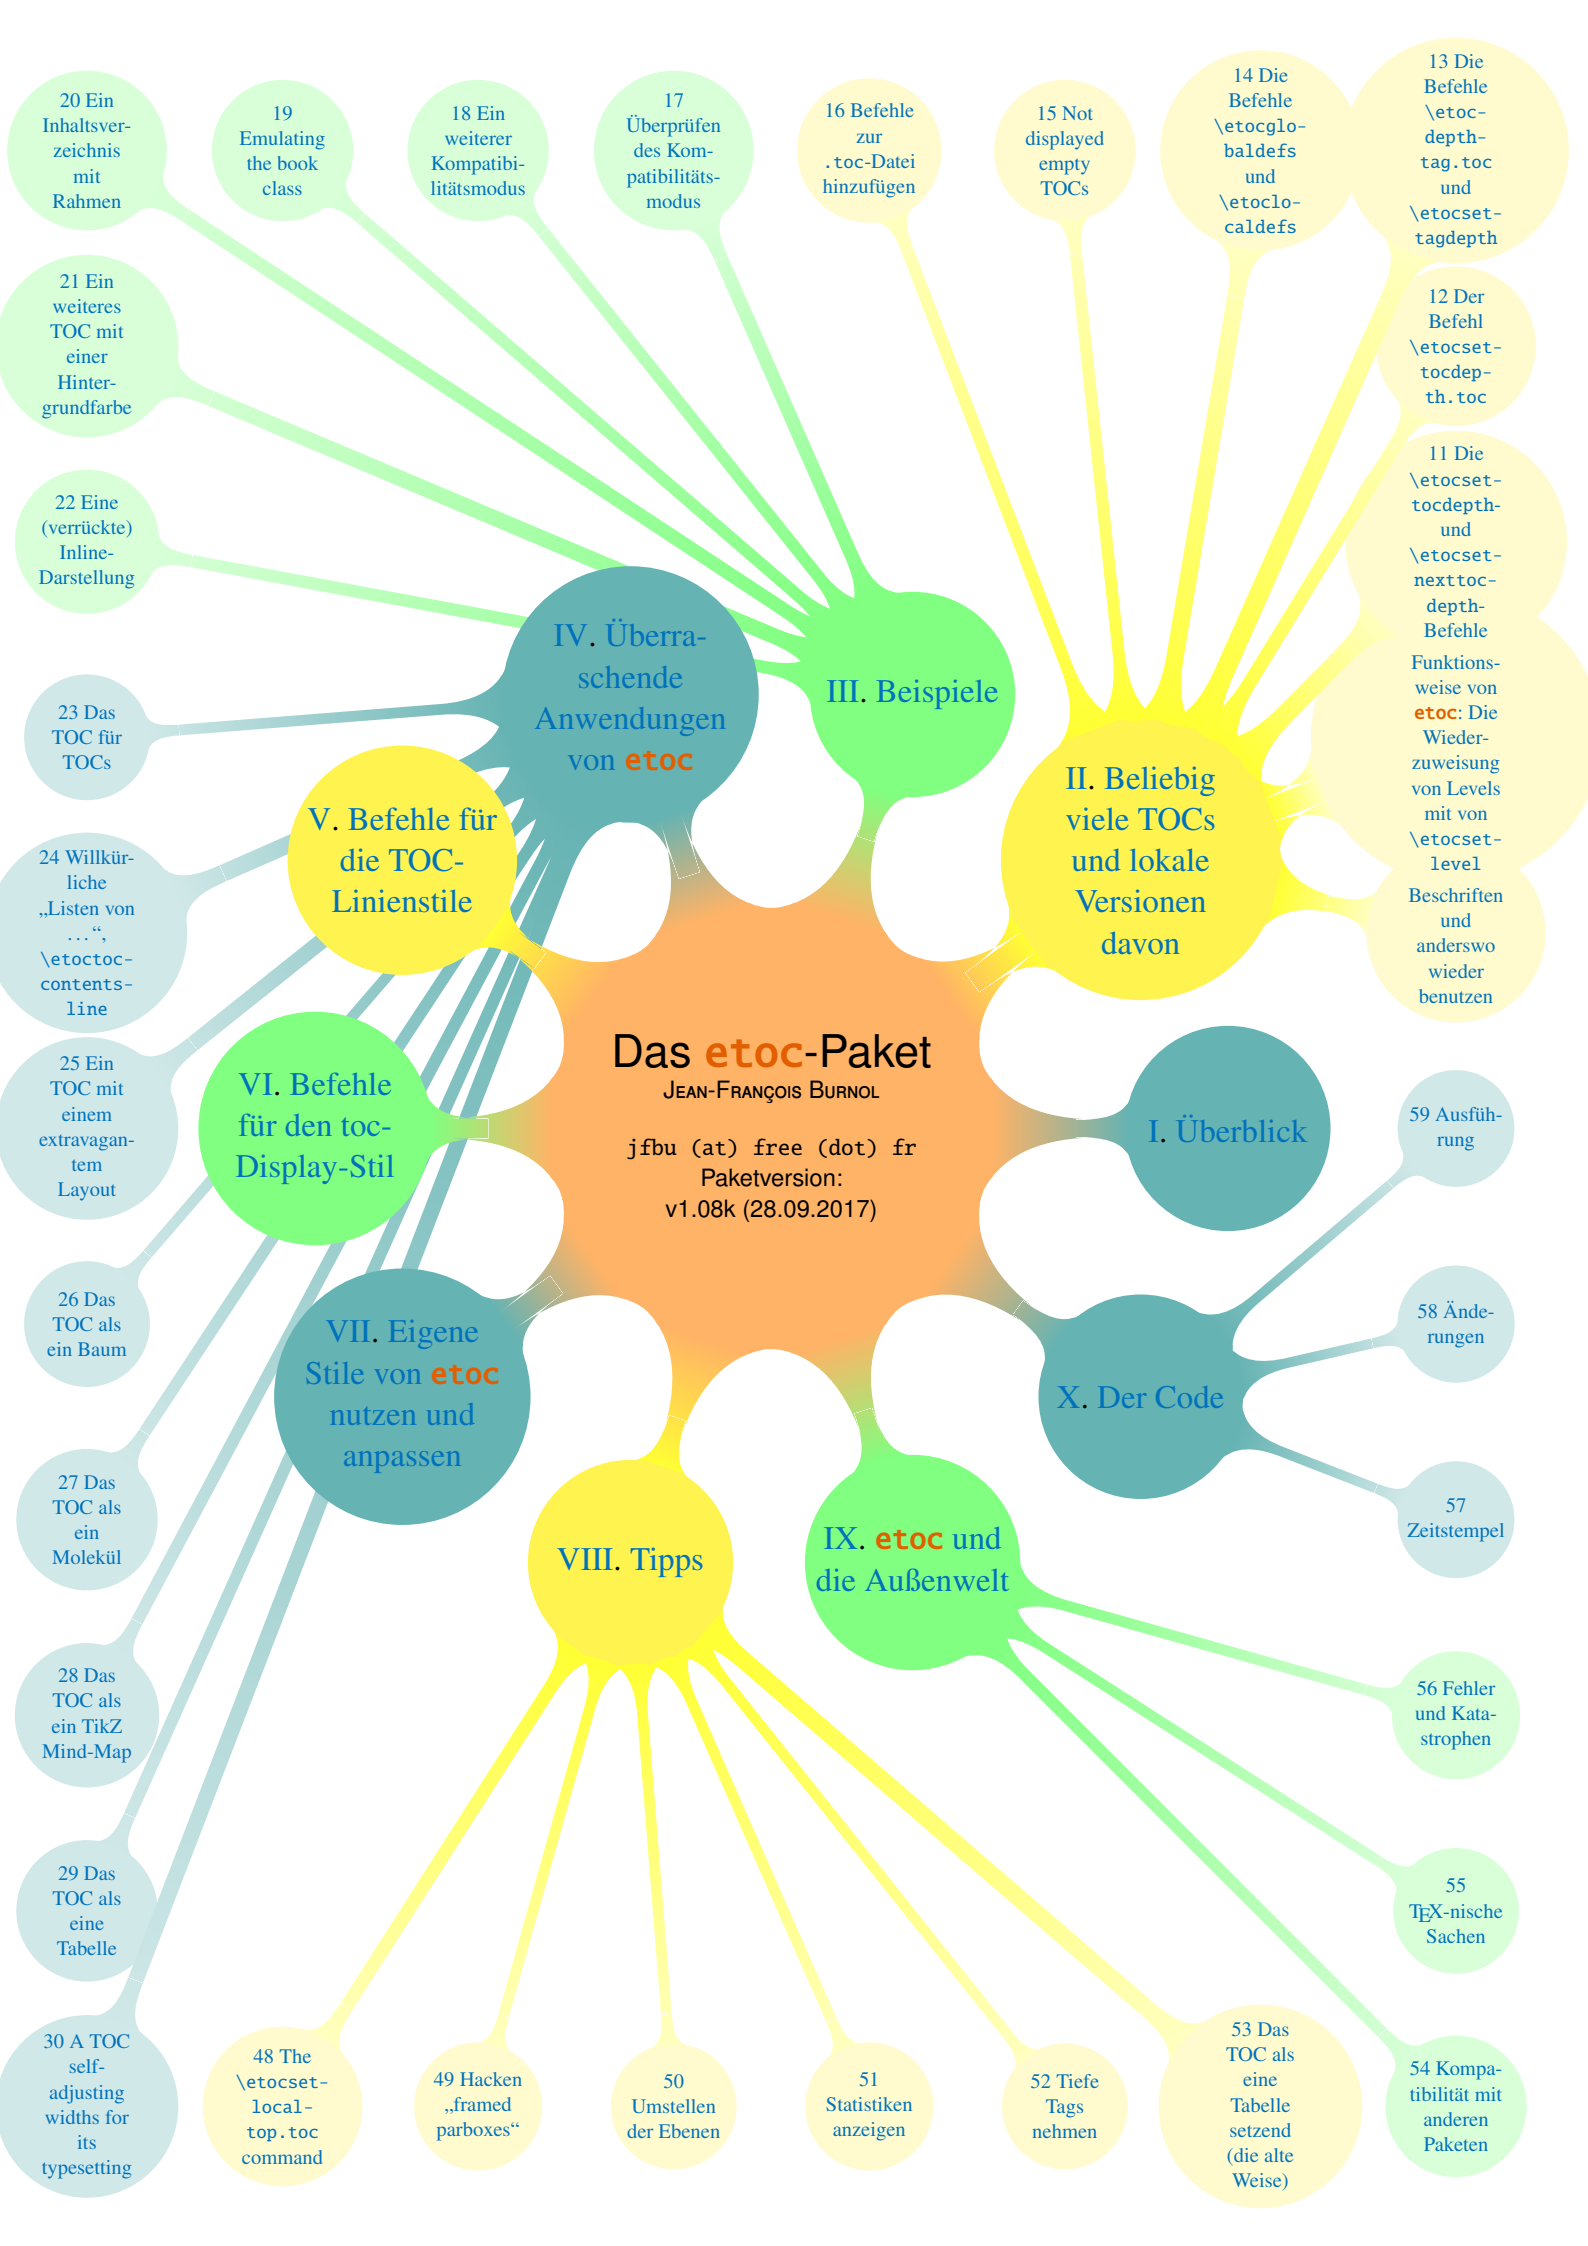 20 Ein
Inhaltsver-
zeichnis
mit
Rahmen
19
Emulating
the book
class
18 Ein
weiterer
Kompatibi-
litätsmodus
17
Überprüfen
des Kom-
patibilitäts-
modus
16 Befehle
zur
.toc-Datei
hinzufügen
15 Not
displayed
empty
TOCs
14 Die
Befehle
\etocglo-
baldefs
und
\etoclo-
caldefs
13 Die
Befehle
\etoc-
depth-
tag.toc
und
\etocset-
tagdepth
12 Der
Befehl
\etocset-
tocdep-
th.toc
11 Die
\etocset-
tocdepth-
und
\etocset-
nexttoc-
depth-
Befehle
Funktions-
weise von
etoc: Die
Wieder-
zuweisung
von Levels
mit von
\etocset-
level
Beschriften
und
anderswo
wieder
benutzen
21 Ein
weiteres
TOC mit
einer
Hinter-
grundfarbe
22 Eine
(verrückte)
Inline-
Darstellung
23 Das
TOC für
TOCs
24 Willkür-
liche
„Listen von
…“,
\etoctoc-
contents-
line
25 Ein
TOC mit
einem
extravagan-
tem
Layout
26 Das
TOC als
ein Baum
27 Das
TOC als
ein
Molekül
28 Das
TOC als
ein TikZ
Mind-Map
29 Das
TOC als
eine
Tabelle
30 A TOC
self-
adjusting
widths for
its
typesetting
IV. Überra-
schende
Anwendungen
von etoc
III. Beispiele
II. Beliebig
viele TOCs
und lokale
Versionen
davon
V. Befehle für
die TOC-
Linienstile
VI. Befehle
für den toc-
Display-Stil
Das etoc-Paket
Jean-François Burnol
jfbu (at) free (dot) fr
Paketversion:
v1.08k (28.09.2017)
I. Überblick
VII. Eigene
Stile von etoc
nutzen und
anpassen
VIII. Tipps
IX. etoc und
die Außenwelt
X. Der Code
59 Ausfüh-
rung
58 Ände-
rungen
57
Zeitstempel
56 Fehler
und Kata-
strophen
55
TEX-nische
Sachen
54 Kompa-
tibilität mit
anderen
Paketen
48 The
\etocset-
local-
top.toc
command
49 Hacken
„framed
parboxes“
50
Umstellen
der Ebenen
51
Statistiken
anzeigen
52 Tiefe
Tags
nehmen
53 Das
TOC als
eine
Tabelle
setzend
(die alte
Weise)